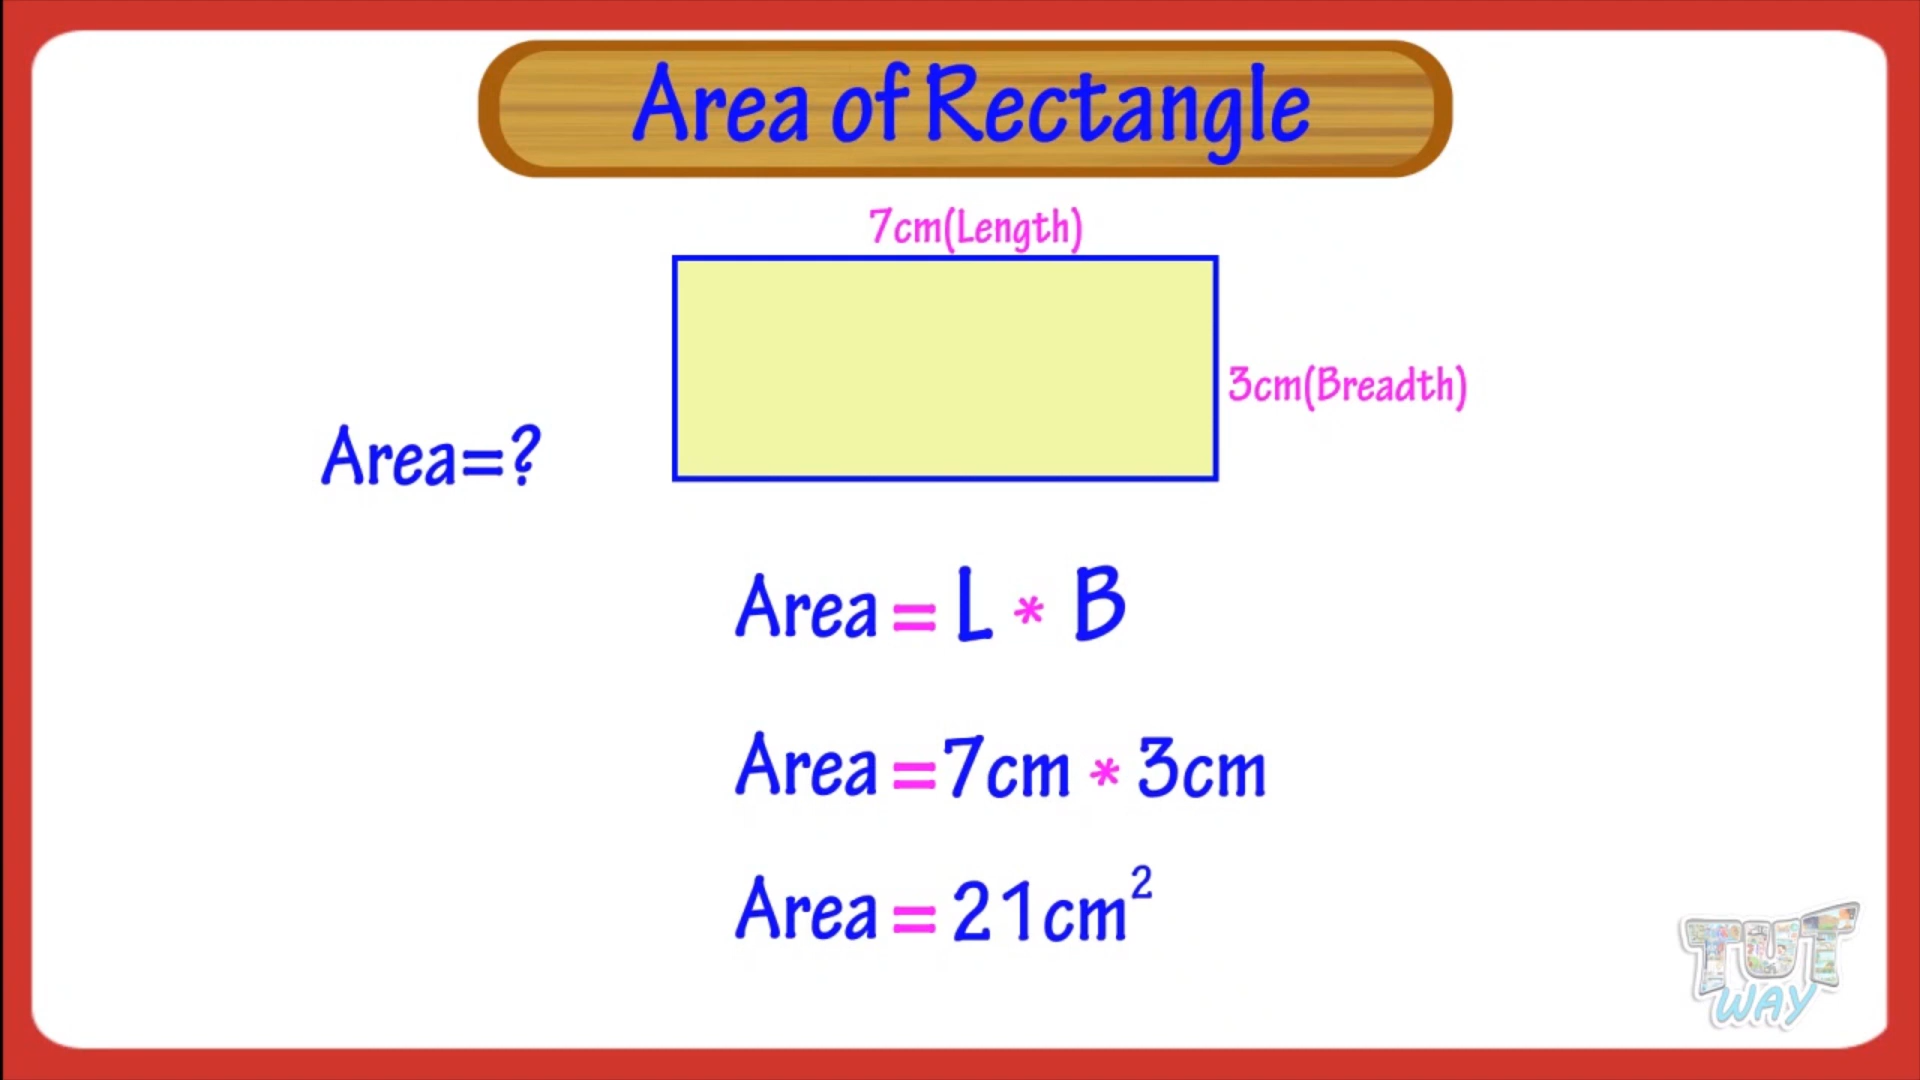 Area of Rectangle
7cm(Length)
3cm(Breadth)
Area=?
Area = L * B
Area =7cm * 3cm
Area = 21cm²
TUT
WAY